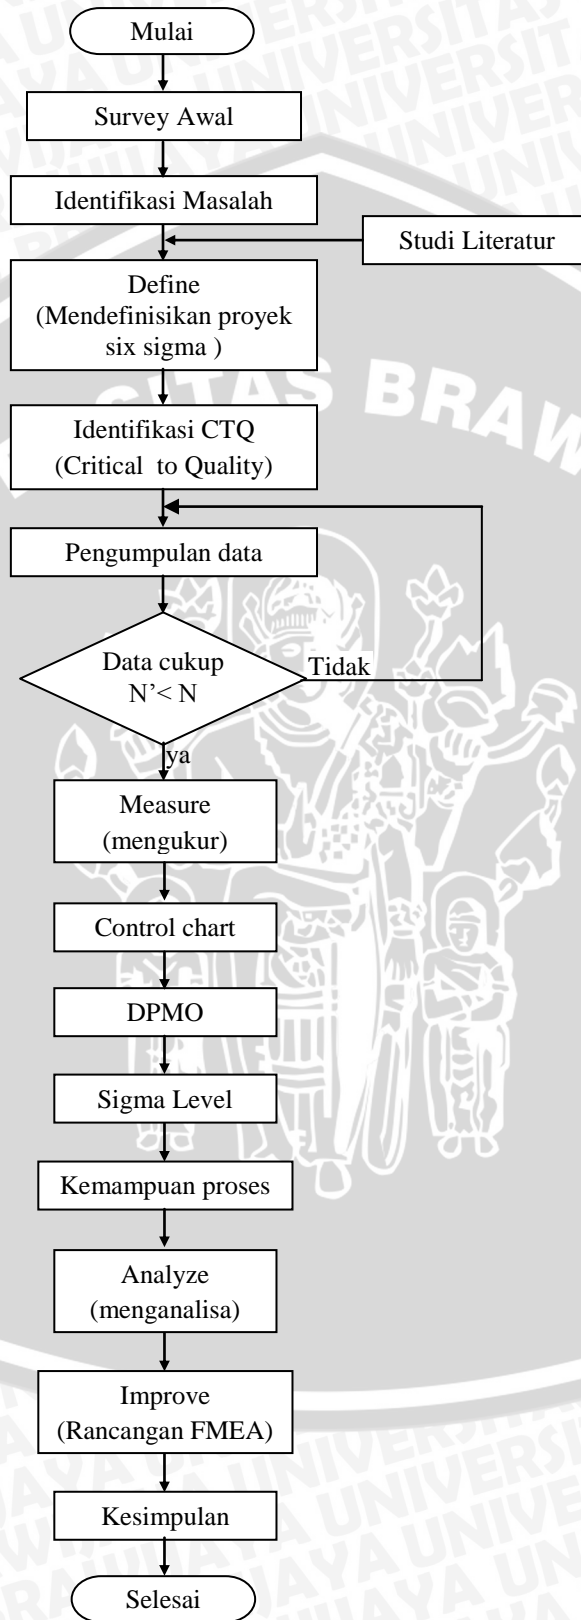 Mulai
Survey Awal
Identifikasi Masalah
Studi Literatur
Define
(Mendefinisikan proyek
six sigma )
Identifikasi CTQ
(Critical to Quality)
Pengumpulan data
Data cukup
N’< N
Tidak
ya
Measure
(mengukur)
Control chart
DPMO
Sigma Level
Kemampuan proses
Analyze
(menganalisa)
Improve
(Rancangan FMEA)
Kesimpulan
Selesai